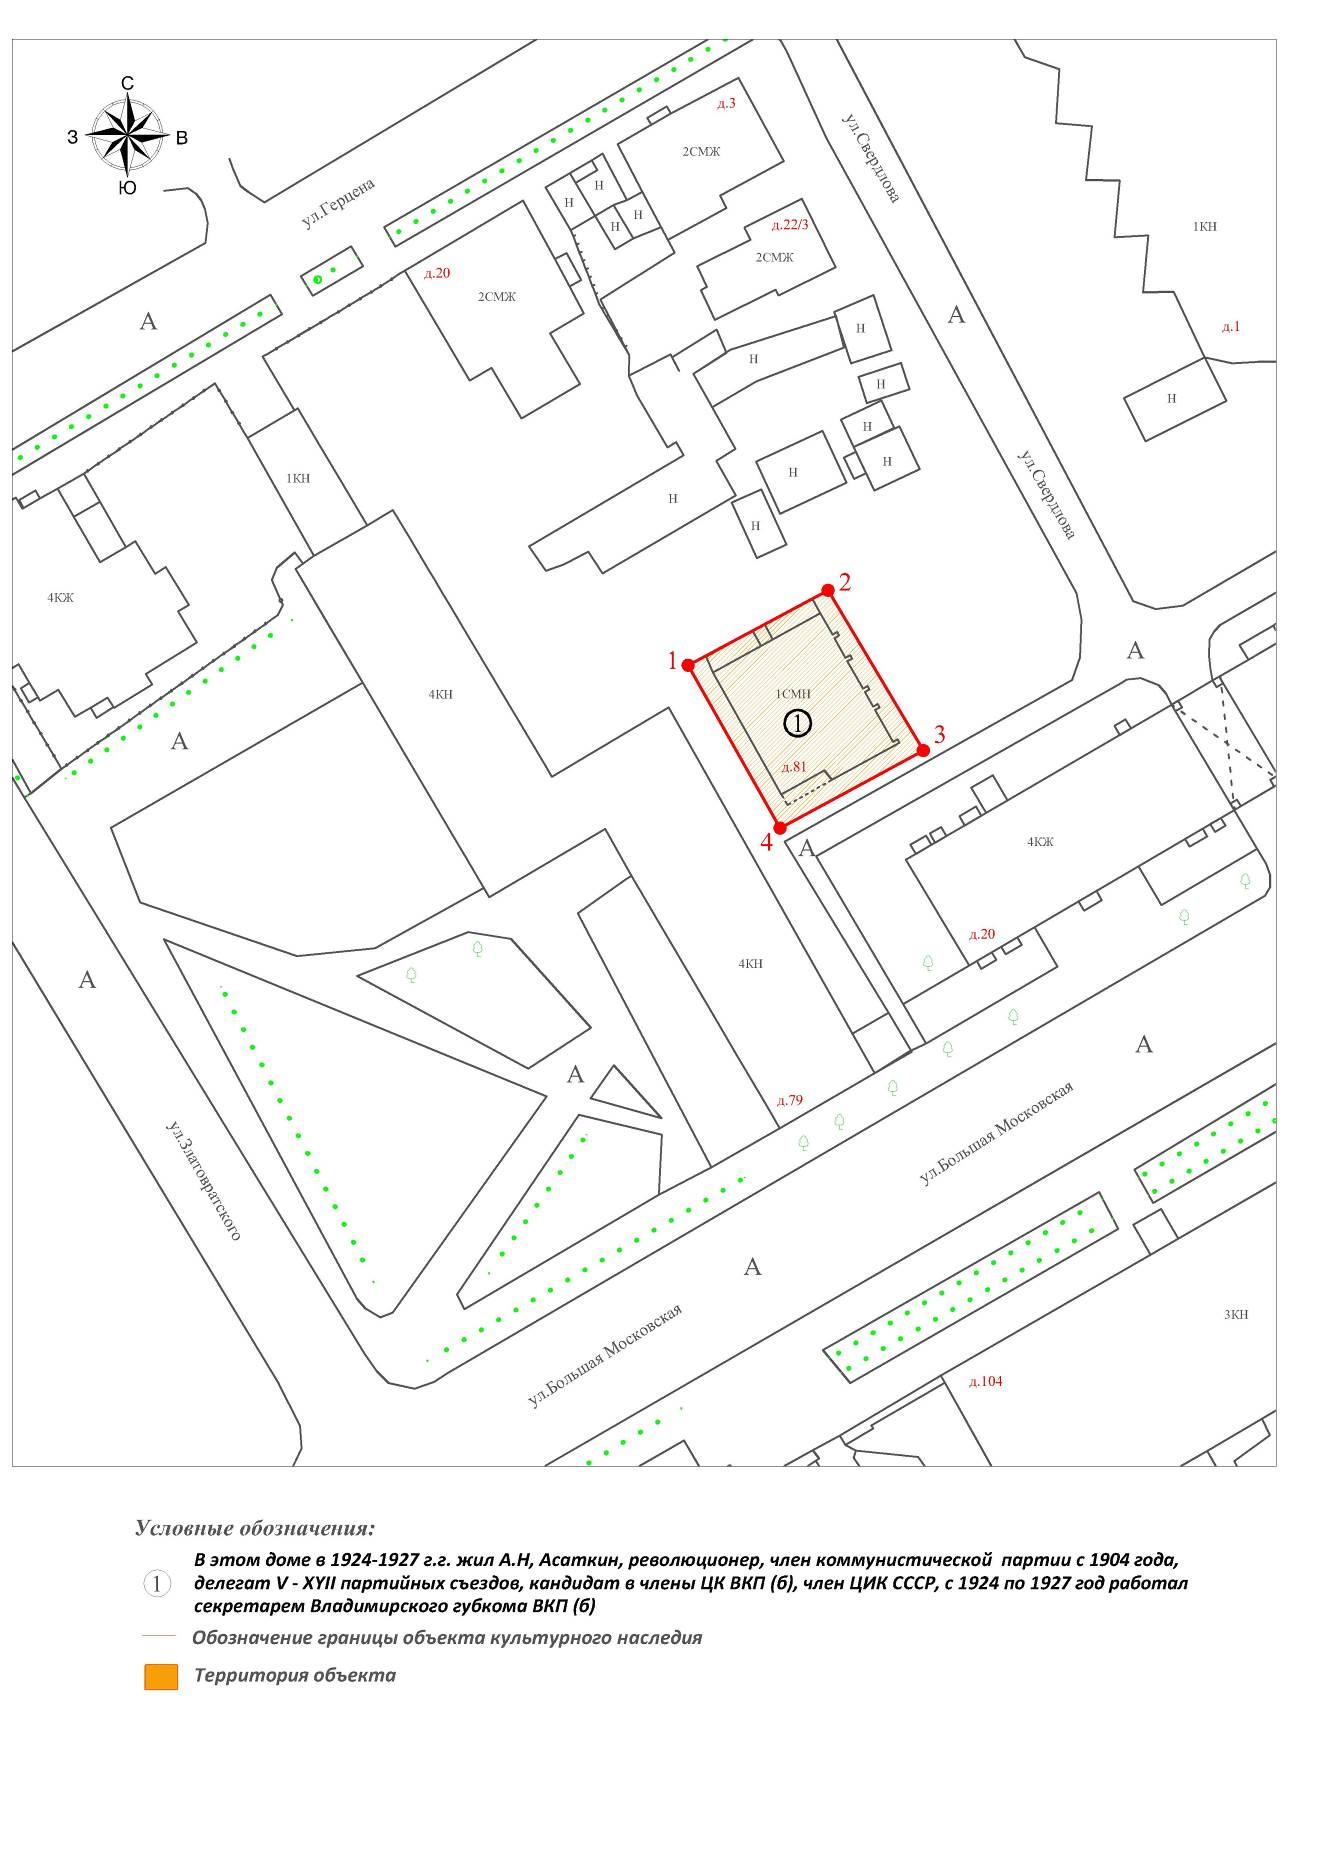 С
З
В
Ю
ул.Герцена
д.3
2СМЖ
ул.Свердлова
Н
Н
Н
Н
д.22/3
2СМЖ
1КН
д.20
2СМЖ
А
А
д.1
Н
Н
Н
Н
Н
Н
Н
Н
Н
ул.Свердлова
1КН
4КЖ
2
А
1
4КН
1СМН
1
3
д.81
А
4
А
4КЖ
д.20
А
4КН
А
А
д.79
ул.Большая Московская
ул.Златовратского
А
3КН
ул.Большая Московская
д.104
Условные обозначения:
1
В этом доме в 1924-1927 г.г. жил А.Н, Асаткин, революционер, член коммунистической партии с 1904 года,
делегат V - XYII партийных съездов, кандидат в члены ЦК ВКП (б), член ЦИК СССР, с 1924 по 1927 год работал
секретарем Владимирского губкома ВКП (б)
Обозначение границы объекта культурного наследия
Территория объекта